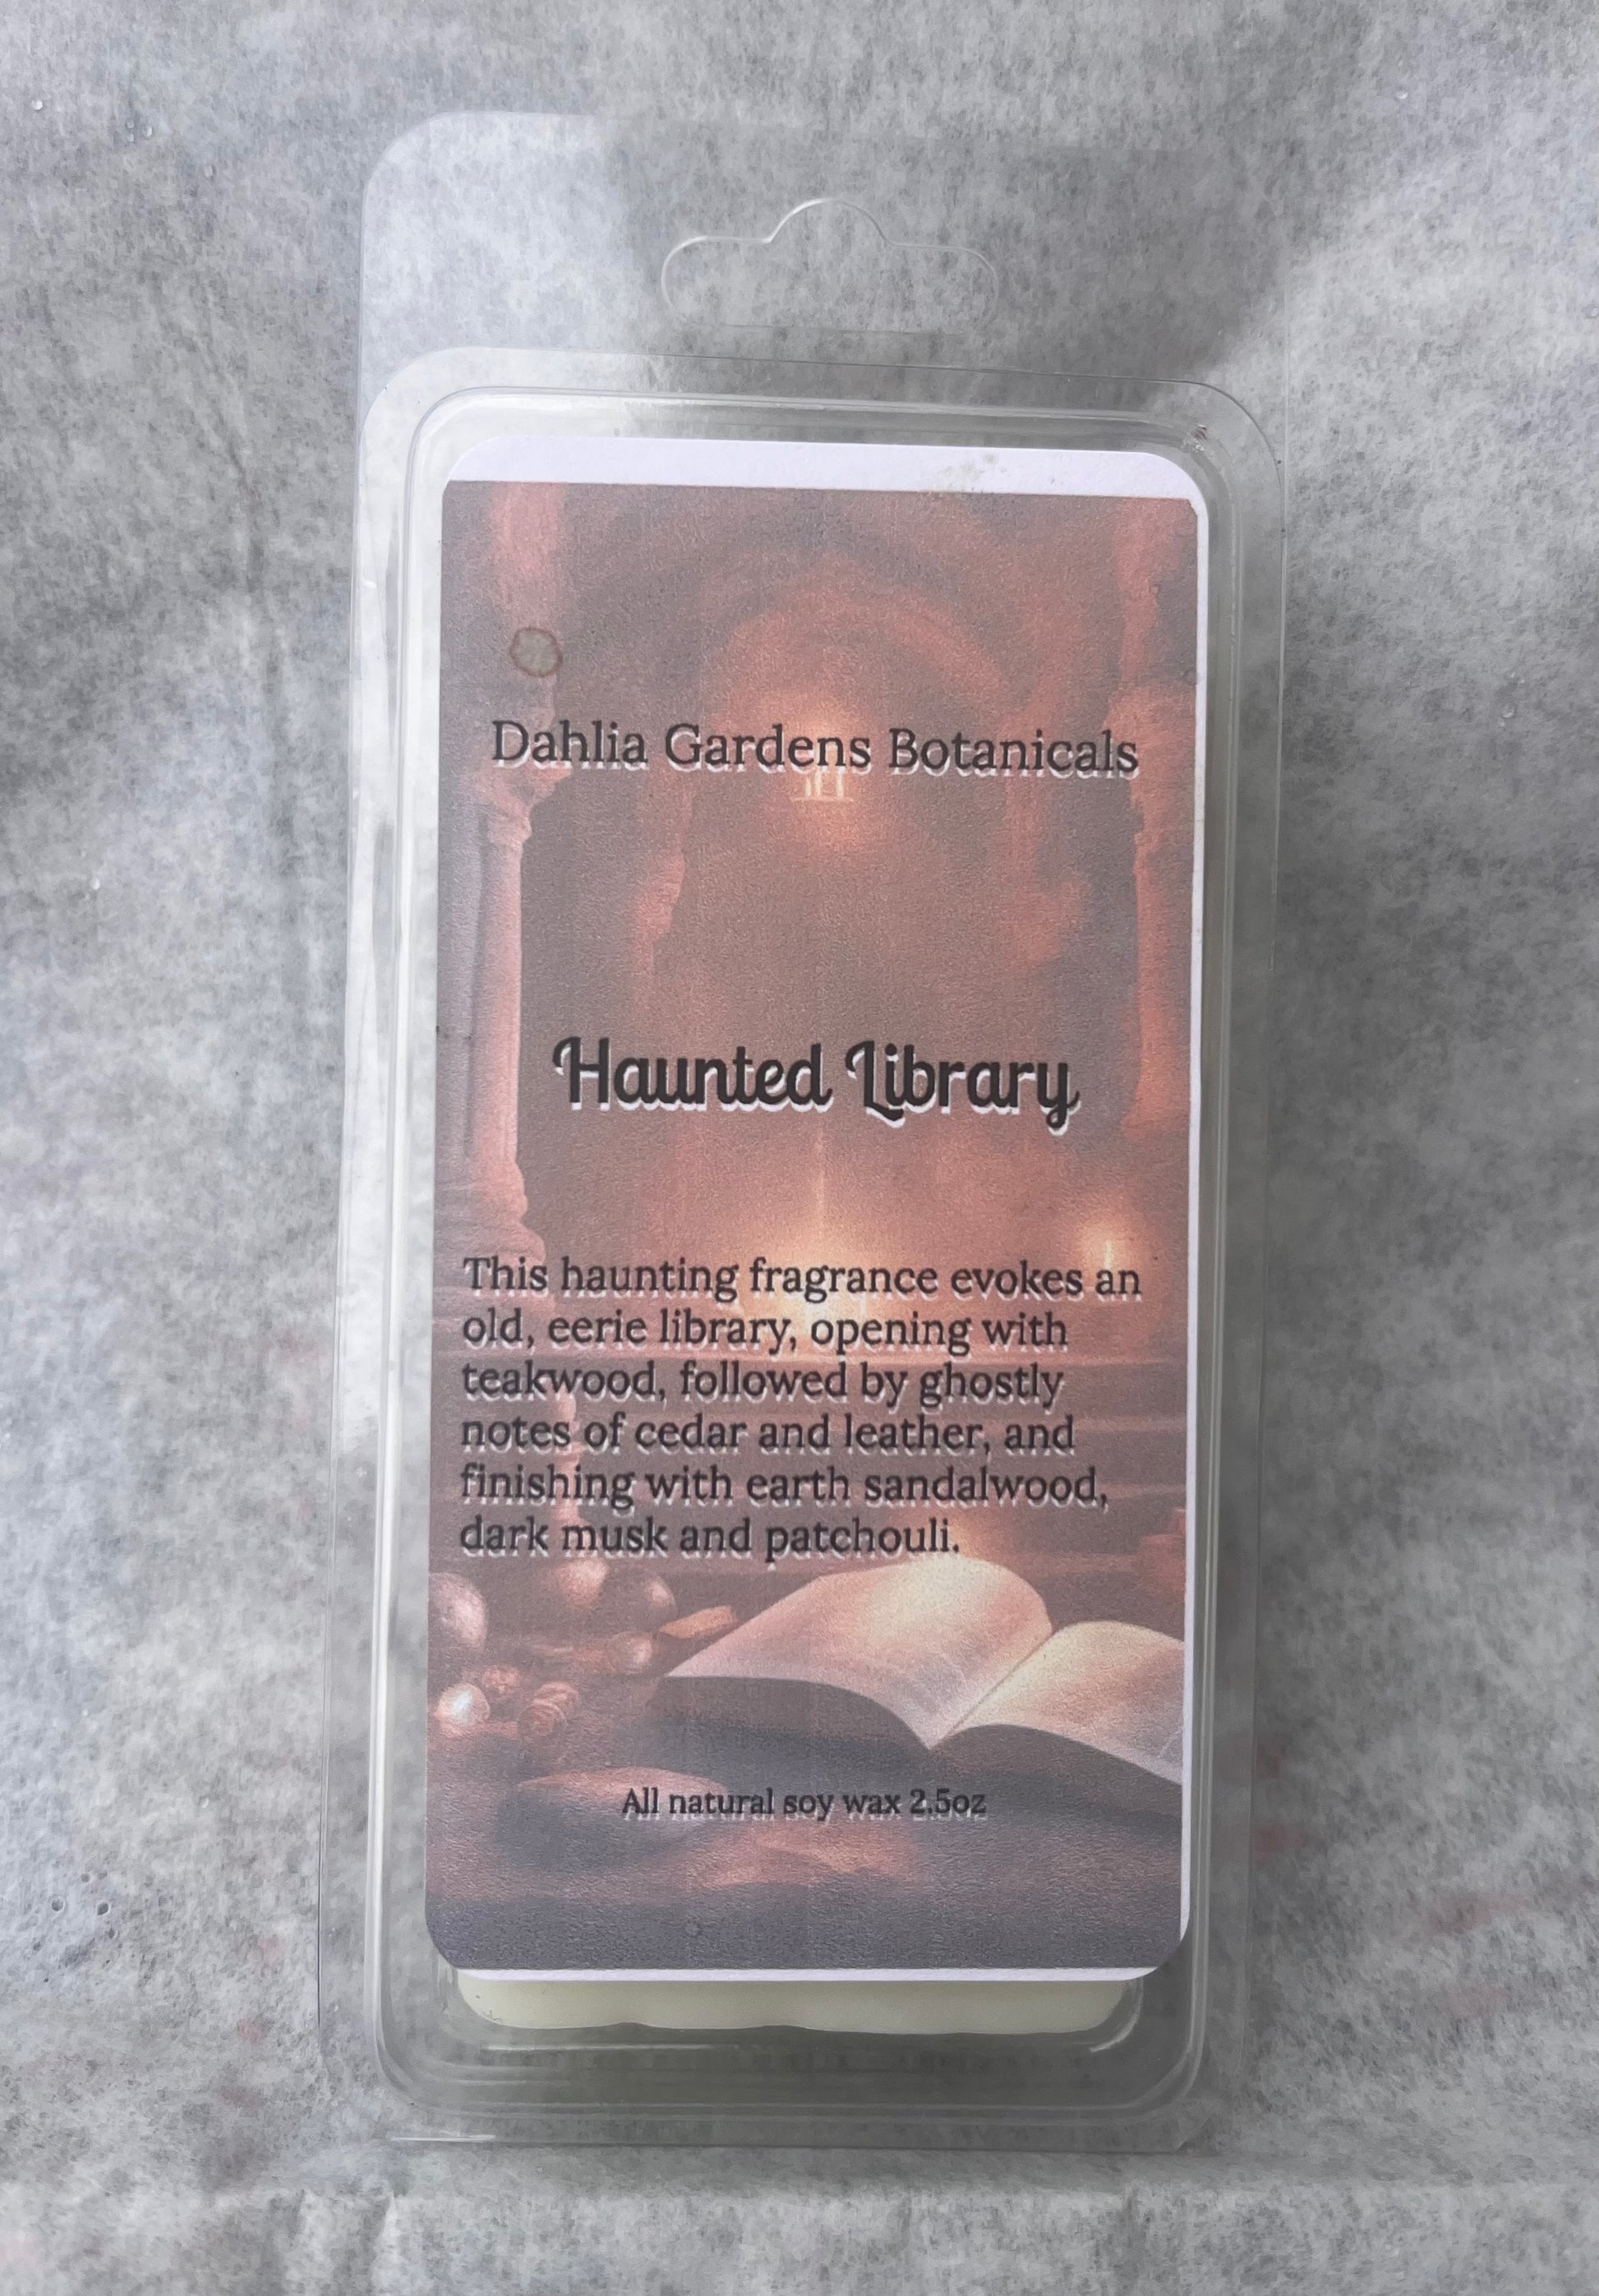 Dahlia Gardens Botanicals
Haunted Library
This haunting fragrance evokes an
old, eerie library, opening with
teakwood, followed by ghostly
notes of cedar and leather, and
finishing with earth sandalwood,
dark musk and patchouli.
All natural soy wax 2.5oz